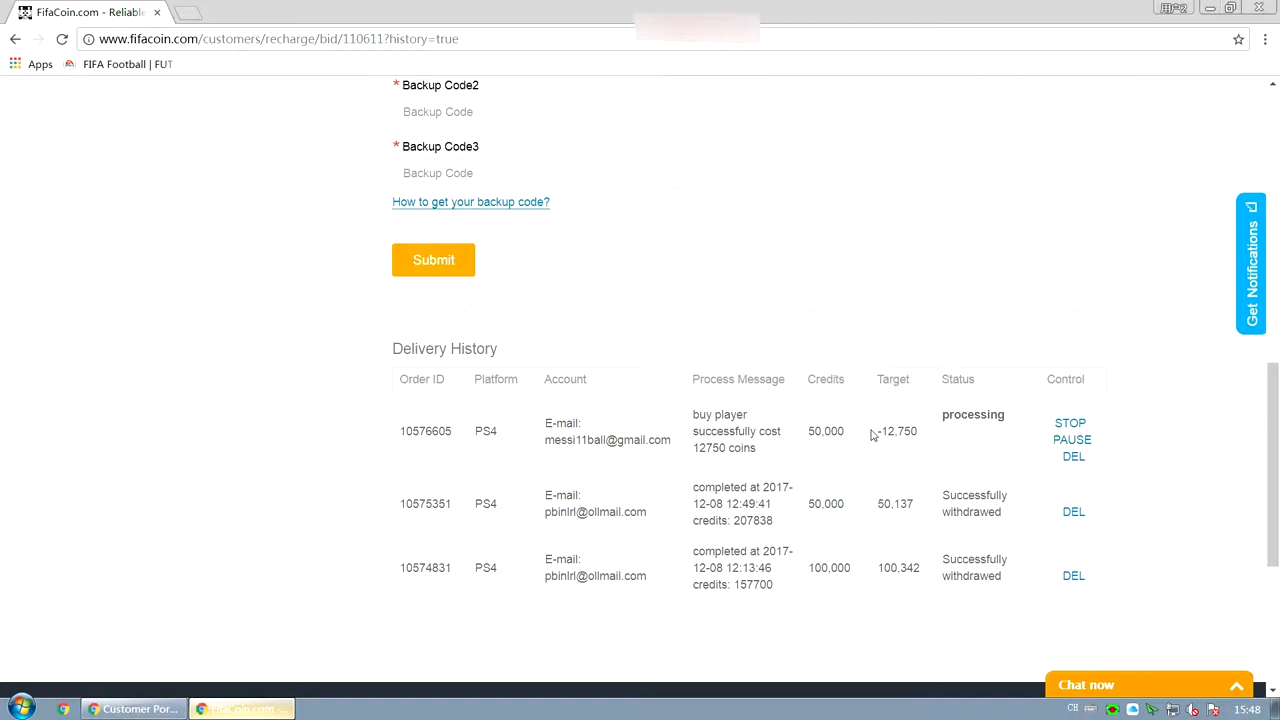 FifaCoin.com - Reliable
用户2
www.fifacoin.com/customers/recharge/bid/110611?history=true
Apps
FIFA Football | FUT
* Backup Code2
Backup Code
* Backup Code3
Backup Code
How to get your backup code?
Submit
Get Notifications
Delivery History
Order ID Platform Account Process Message Credits Target Status Control
10576605 PS4 E-mail: messi11ball@gmail.com buy player successfully cost 12750 coins 50,000 -12,750 processing STOP PAUSE DEL
10575351 PS4 E-mail: pbinlrl@ollmail.com completed at 2017-12-08 12:49:41 credits: 207838 50,000 50,137 Successfully withdrawed DEL
10574831 PS4 E-mail: pbinlrl@ollmail.com completed at 2017-12-08 12:13:46 credits: 157700 100,000 100,342 Successfully withdrawed DEL
Chat now
Customer Por...
FifaCoin.com -...
CH
15:48